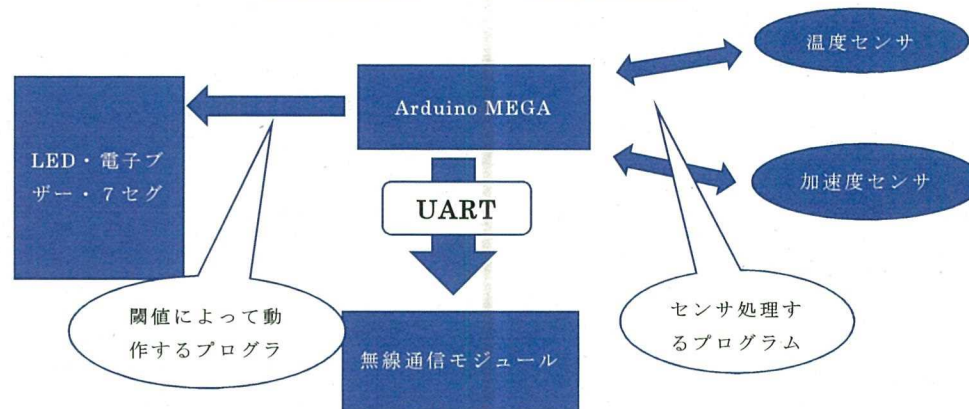 温度センサ
Arduino MEGA
LED・電子ブ
ザー・7セグ
加速度センサ
UART
閾値によって動
作するプログラ
センサ処理す
るプログラム
無線通信モジュール